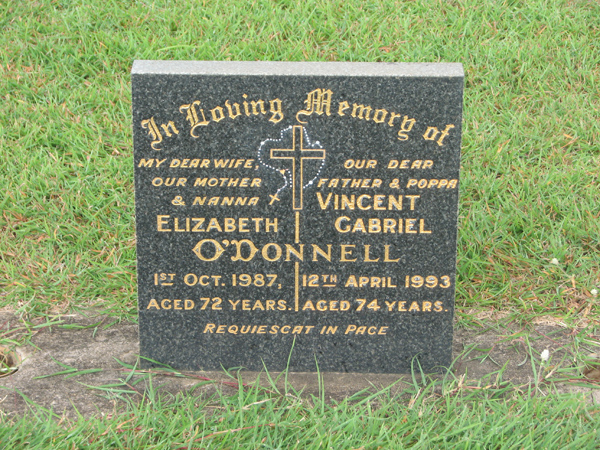 In Loving Memory of
MY DEAR WIFE,
OUR MOTHER
& NANNA
ELIZABETH
OUR DEAR
FATHER & POPPA
VINCENT
GABRIEL
O'DONNELL
1ST OCT. 1987,
AGED 72 YEARS.
12TH APRIL 1993
AGED 74 YEARS.
REQUIESCAT IN PACE